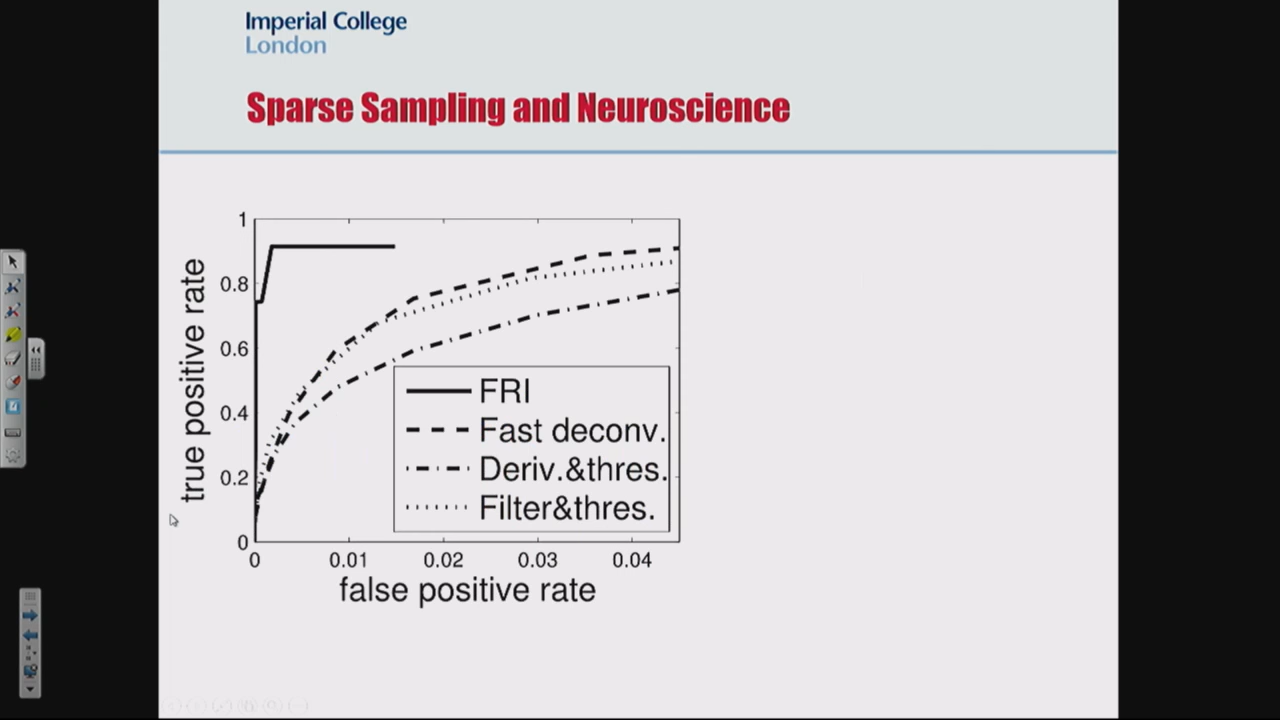 Imperial College
London
Sparse Sampling and Neuroscience
1
0.8
0.6
0.4
0.2
0
true positive rate
FRI
Fast deconv.
Deriv.&thres.
Filter&thres.
0 0.01 0.02 0.03 0.04
false positive rate